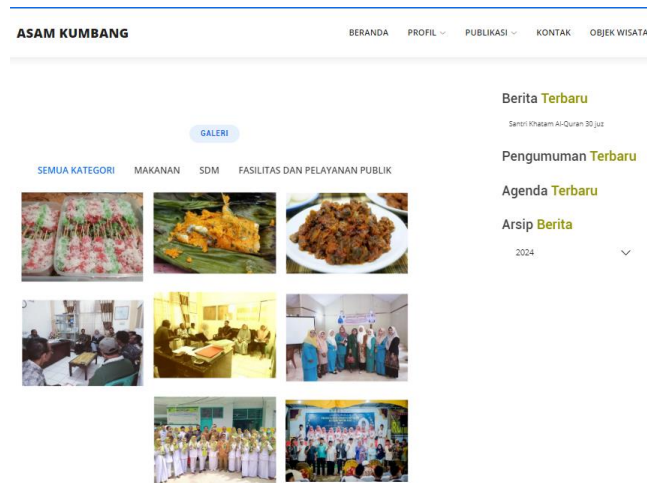 ASAM KUMBANG
BERANDA PROFIL PUBLIKASI KONTAK OBJEK WISATA
GALERI
SEMUA KATEGORI MAKANAN SDM FASILITAS DAN PELAYANAN PUBLIK
Berita Terbaru
Santri Khatam Al-Quran 30 juz
Pengumuman Terbaru
Agenda Terbaru
Arsip Berita
2024